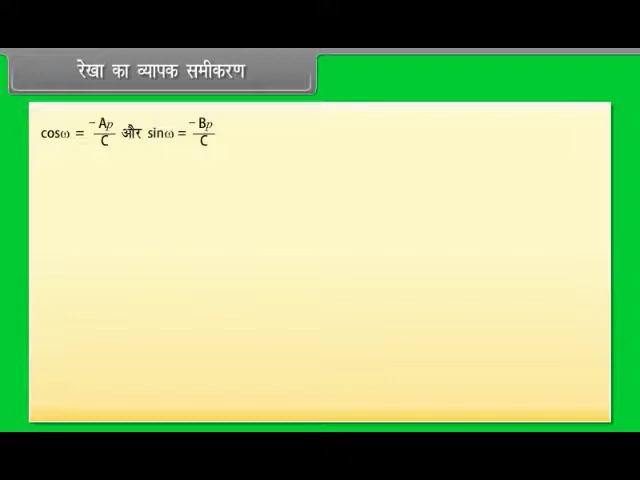 रेखा का व्यापक समीकरण
cosω = −Ap/C और sinω = −Bp/C